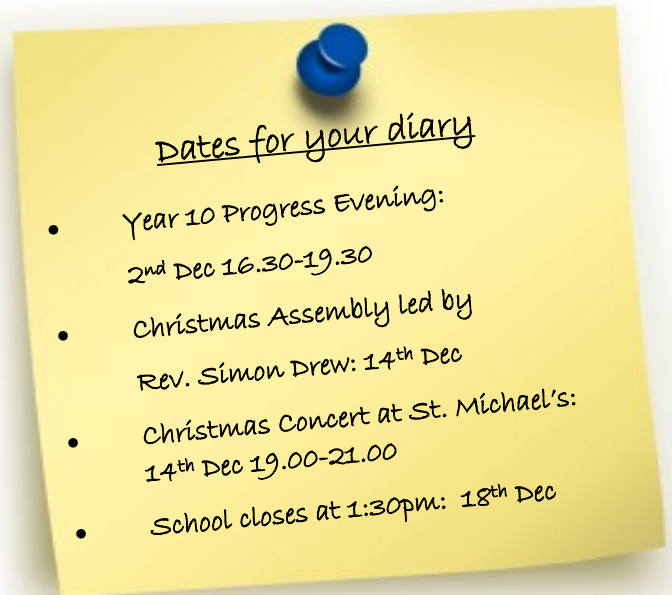 Dates for your diary
• Year 10 Progress Evening:
2nd Dec 16.30-19.30
• Christmas Assembly led by
Rev. Simon Drew: 14th Dec
• Christmas Concert at St. Michael's:
14th Dec 19.00-21.00
• School closes at 1:30pm: 18th Dec